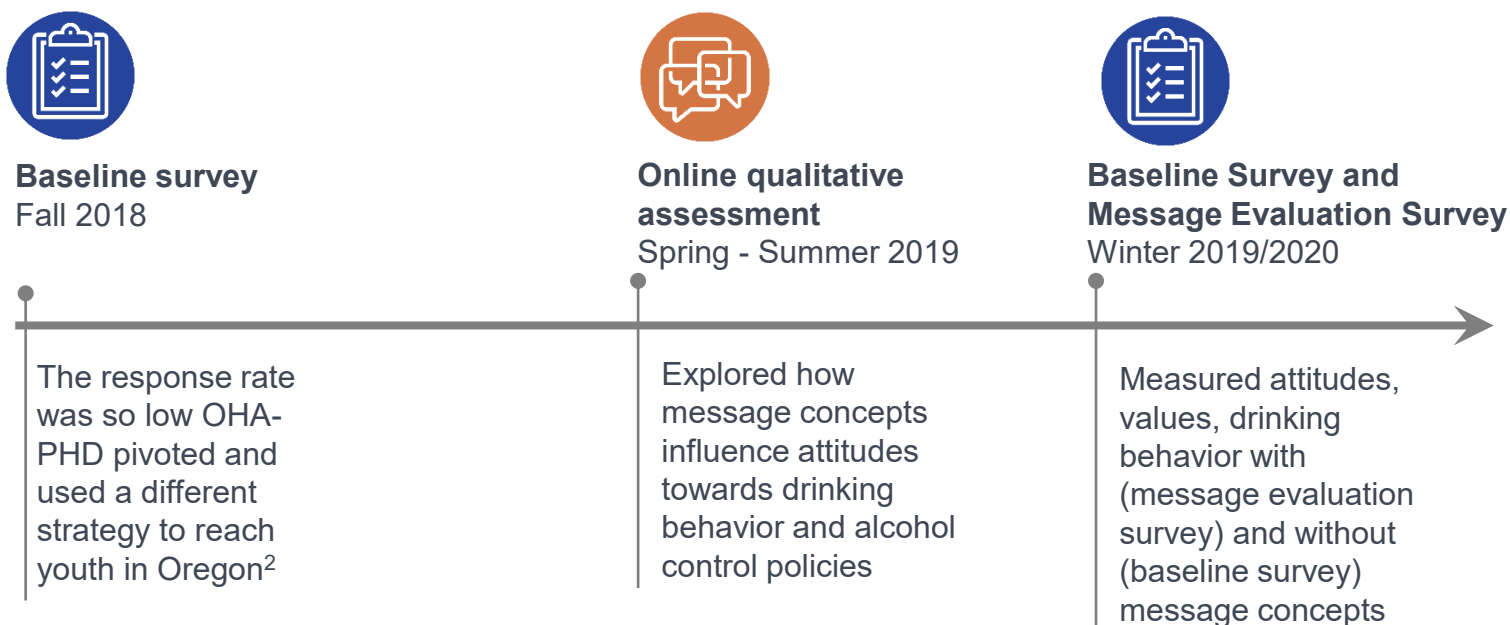 Baseline survey
Fall 2018
Online qualitative
assessment
Spring - Summer 2019
Baseline Survey and
Message Evaluation Survey
Winter 2019/2020
The response rate
was so low OHA-
PHD pivoted and
used a different
strategy to reach
youth in Oregon²
Explored how
message concepts
influence attitudes
towards drinking
behavior and alcohol
control policies
Measured attitudes,
values, drinking
behavior with
(message evaluation
survey) and without
(baseline survey)
message concepts